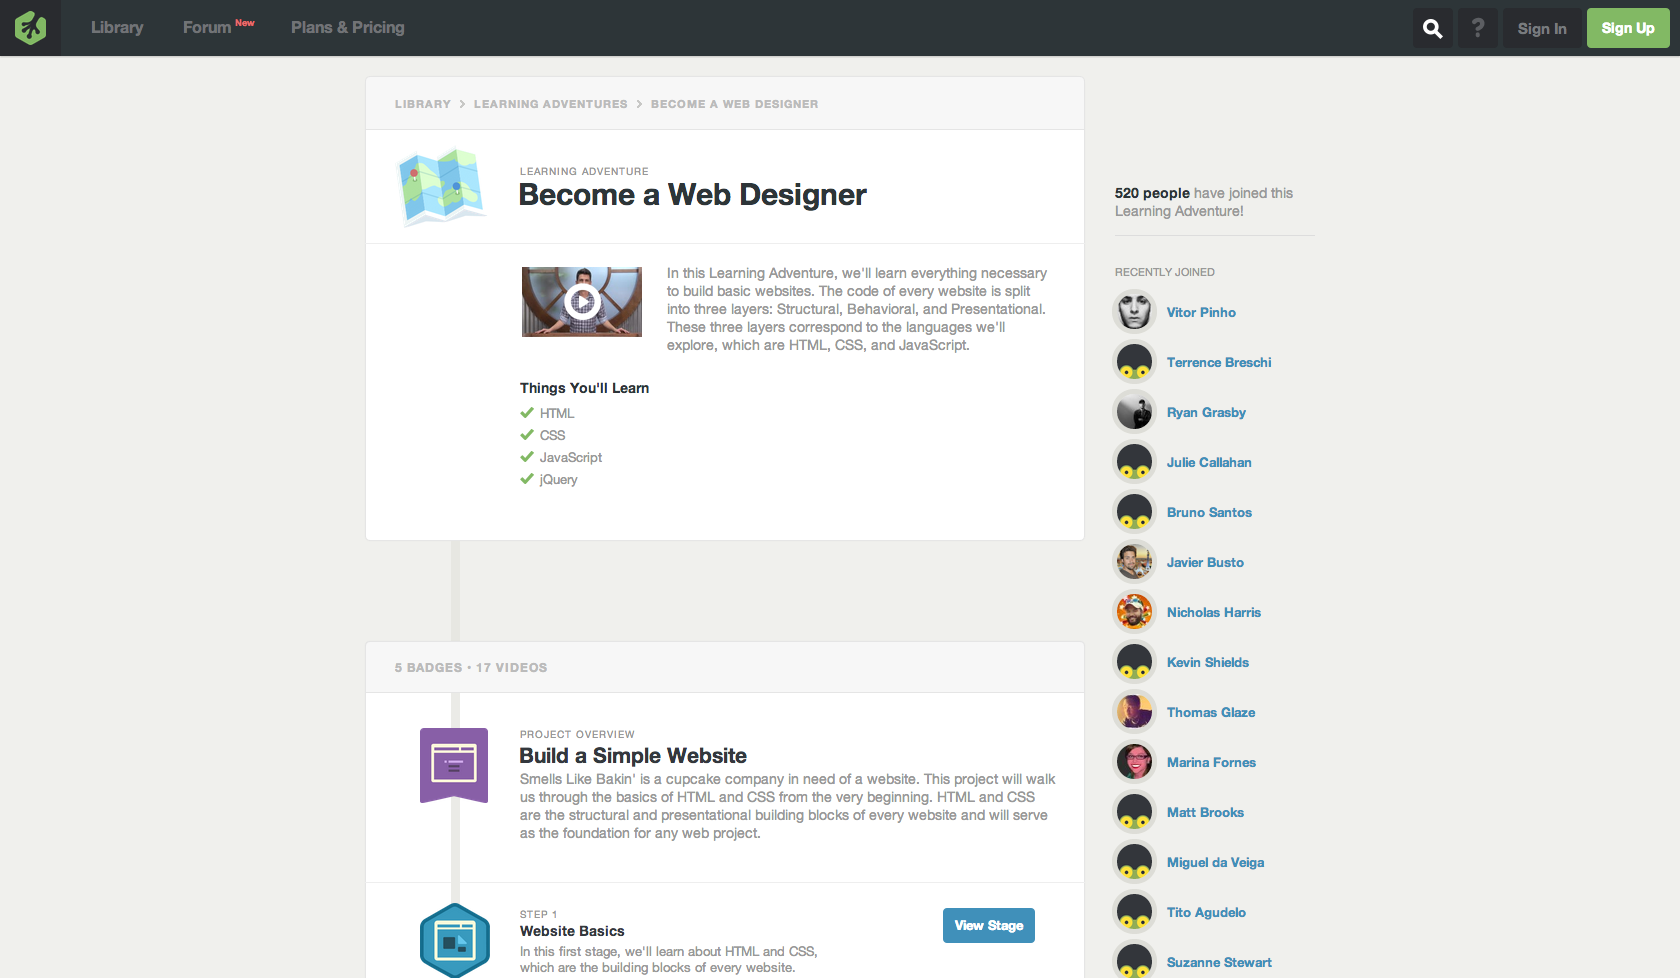 Library
Forum New
Plans & Pricing
?
Sign In
Sign Up
LIBRARY > LEARNING ADVENTURES > BECOME A WEB DESIGNER
LEARNING ADVENTURE
Become a Web Designer
In this Learning Adventure, we'll learn everything necessary
to build basic websites. The code of every website is split
into three layers: Structural, Behavioral, and Presentational.
These three layers correspond to the languages we'll
explore, which are HTML, CSS, and JavaScript.
Things You'll Learn
HTML
CSS
JavaScript
jQuery
5 BADGES • 17 VIDEOS
PROJECT OVERVIEW
Build a Simple Website
Smells Like Bakin' is a cupcake company in need of a website. This project will walk
us through the basics of HTML and CSS from the very beginning. HTML and CSS
are the structural and presentational building blocks of every website and will serve
as the foundation for any web project.
STEP 1
Website Basics
In this first stage, we'll learn about HTML and CSS,
which are the building blocks of every website.
View Stage
520 people have joined this
Learning Adventure!
RECENTLY JOINED
Vitor Pinho
Terrence Breschi
Ryan Grasby
Julie Callahan
Bruno Santos
Javier Busto
Nicholas Harris
Kevin Shields
Thomas Glaze
Marina Fornes
Matt Brooks
Miguel da Veiga
Tito Agudelo
Suzanne Stewart